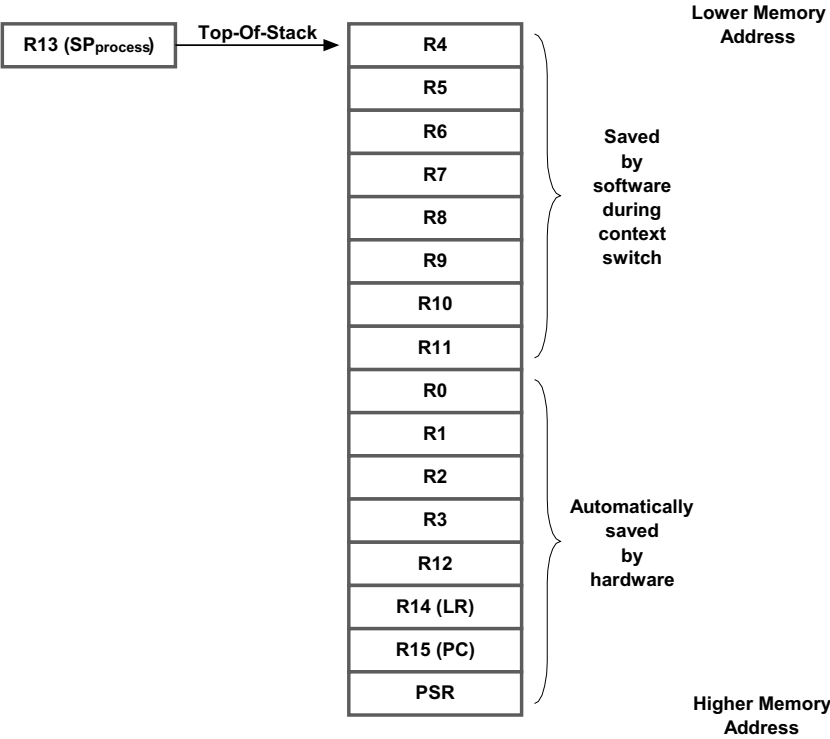 Lower Memory
Address
R13 (SPprocess)
Top-Of-Stack
R4
R5
R6
R7
R8
R9
R10
R11
Saved
by
software
during
context
switch
R0
R1
R2
R3
R12
R14 (LR)
R15 (PC)
PSR
Automatically
saved
by
hardware
Higher Memory
Address